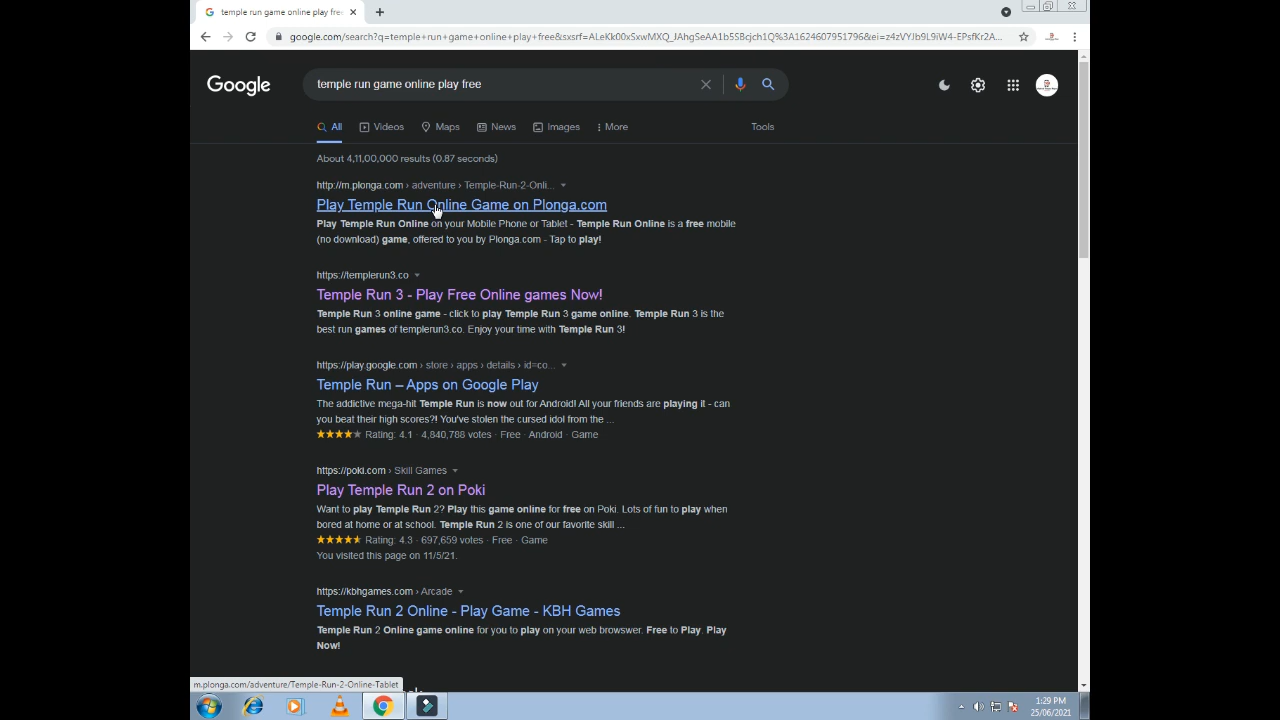 temple run game online play free
google.com/search?q=temple+run+game+online+play+free&sxsrf=ALeKk00xSxwMXQ_JAhgSeAA1b5SBcjch1Q%3A1624607951796&ei=z4zVYJb9L9iW4-EPsfKr2A...
Google
temple run game online play free
All Videos Maps News Images More Tools
About 4,11,00,000 results (0.87 seconds)
http://m.plonga.com › adventure › Temple-Run-2-Onli...
Play Temple Run Online Game on Plonga.com
Play Temple Run Online on your Mobile Phone or Tablet - Temple Run Online is a free mobile
(no download) game, offered to you by Plonga.com - Tap to play!
https://templerun3.co
Temple Run 3 - Play Free Online games Now!
Temple Run 3 online game - click to play Temple Run 3 game online. Temple Run 3 is the
best run games of templerun3.co. Enjoy your time with Temple Run 3!
https://play.google.com › store › apps › details › id=co...
Temple Run – Apps on Google Play
The addictive mega-hit Temple Run is now out for Android! All your friends are playing it - can
you beat their high scores?! You've stolen the cursed idol from the ...
Rating: 4.1 · 4,840,788 votes · Free · Android · Game
https://poki.com › Skill Games
Play Temple Run 2 on Poki
Want to play Temple Run 2? Play this game online for free on Poki. Lots of fun to play when
bored at home or at school. Temple Run 2 is one of our favorite skill ...
Rating: 4.3 · 697,659 votes · Free · Game
You visited this page on 11/5/21.
https://kbhgames.com › Arcade
Temple Run 2 Online - Play Game - KBH Games
Temple Run 2 Online game online for you to play on your web browswer. Free to Play. Play
Now!
m.plonga.com/adventure/Temple-Run-2-Online-Tablet
1:29 PM
25/06/2021